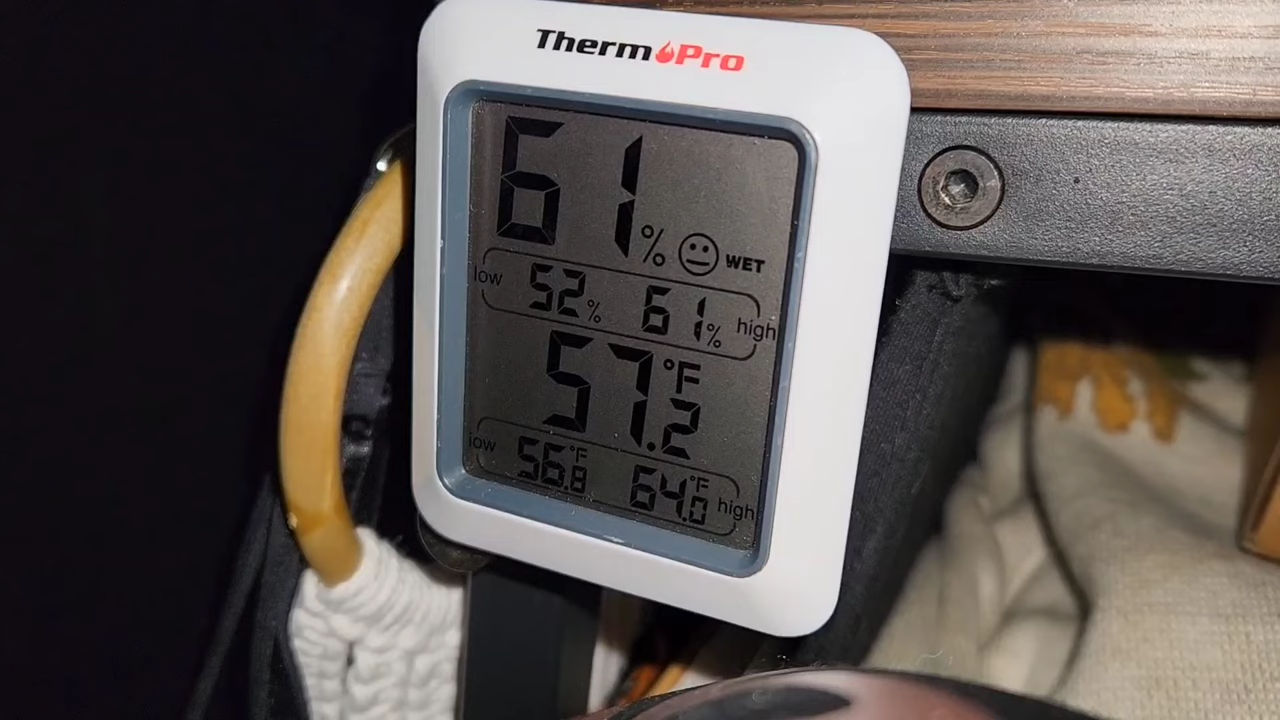 ThermoPro
61% WET
low 52% 61% high
57.2 °F
low 56.8 °F 64.0 °F high